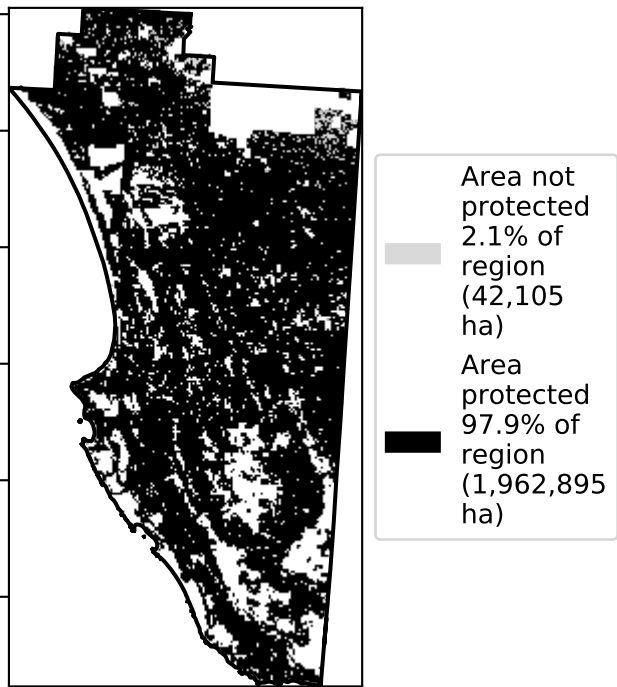 Area not
protected
2.1% of
region
(42,105
ha)
Area
protected
97.9% of
region
(1,962,895
ha)